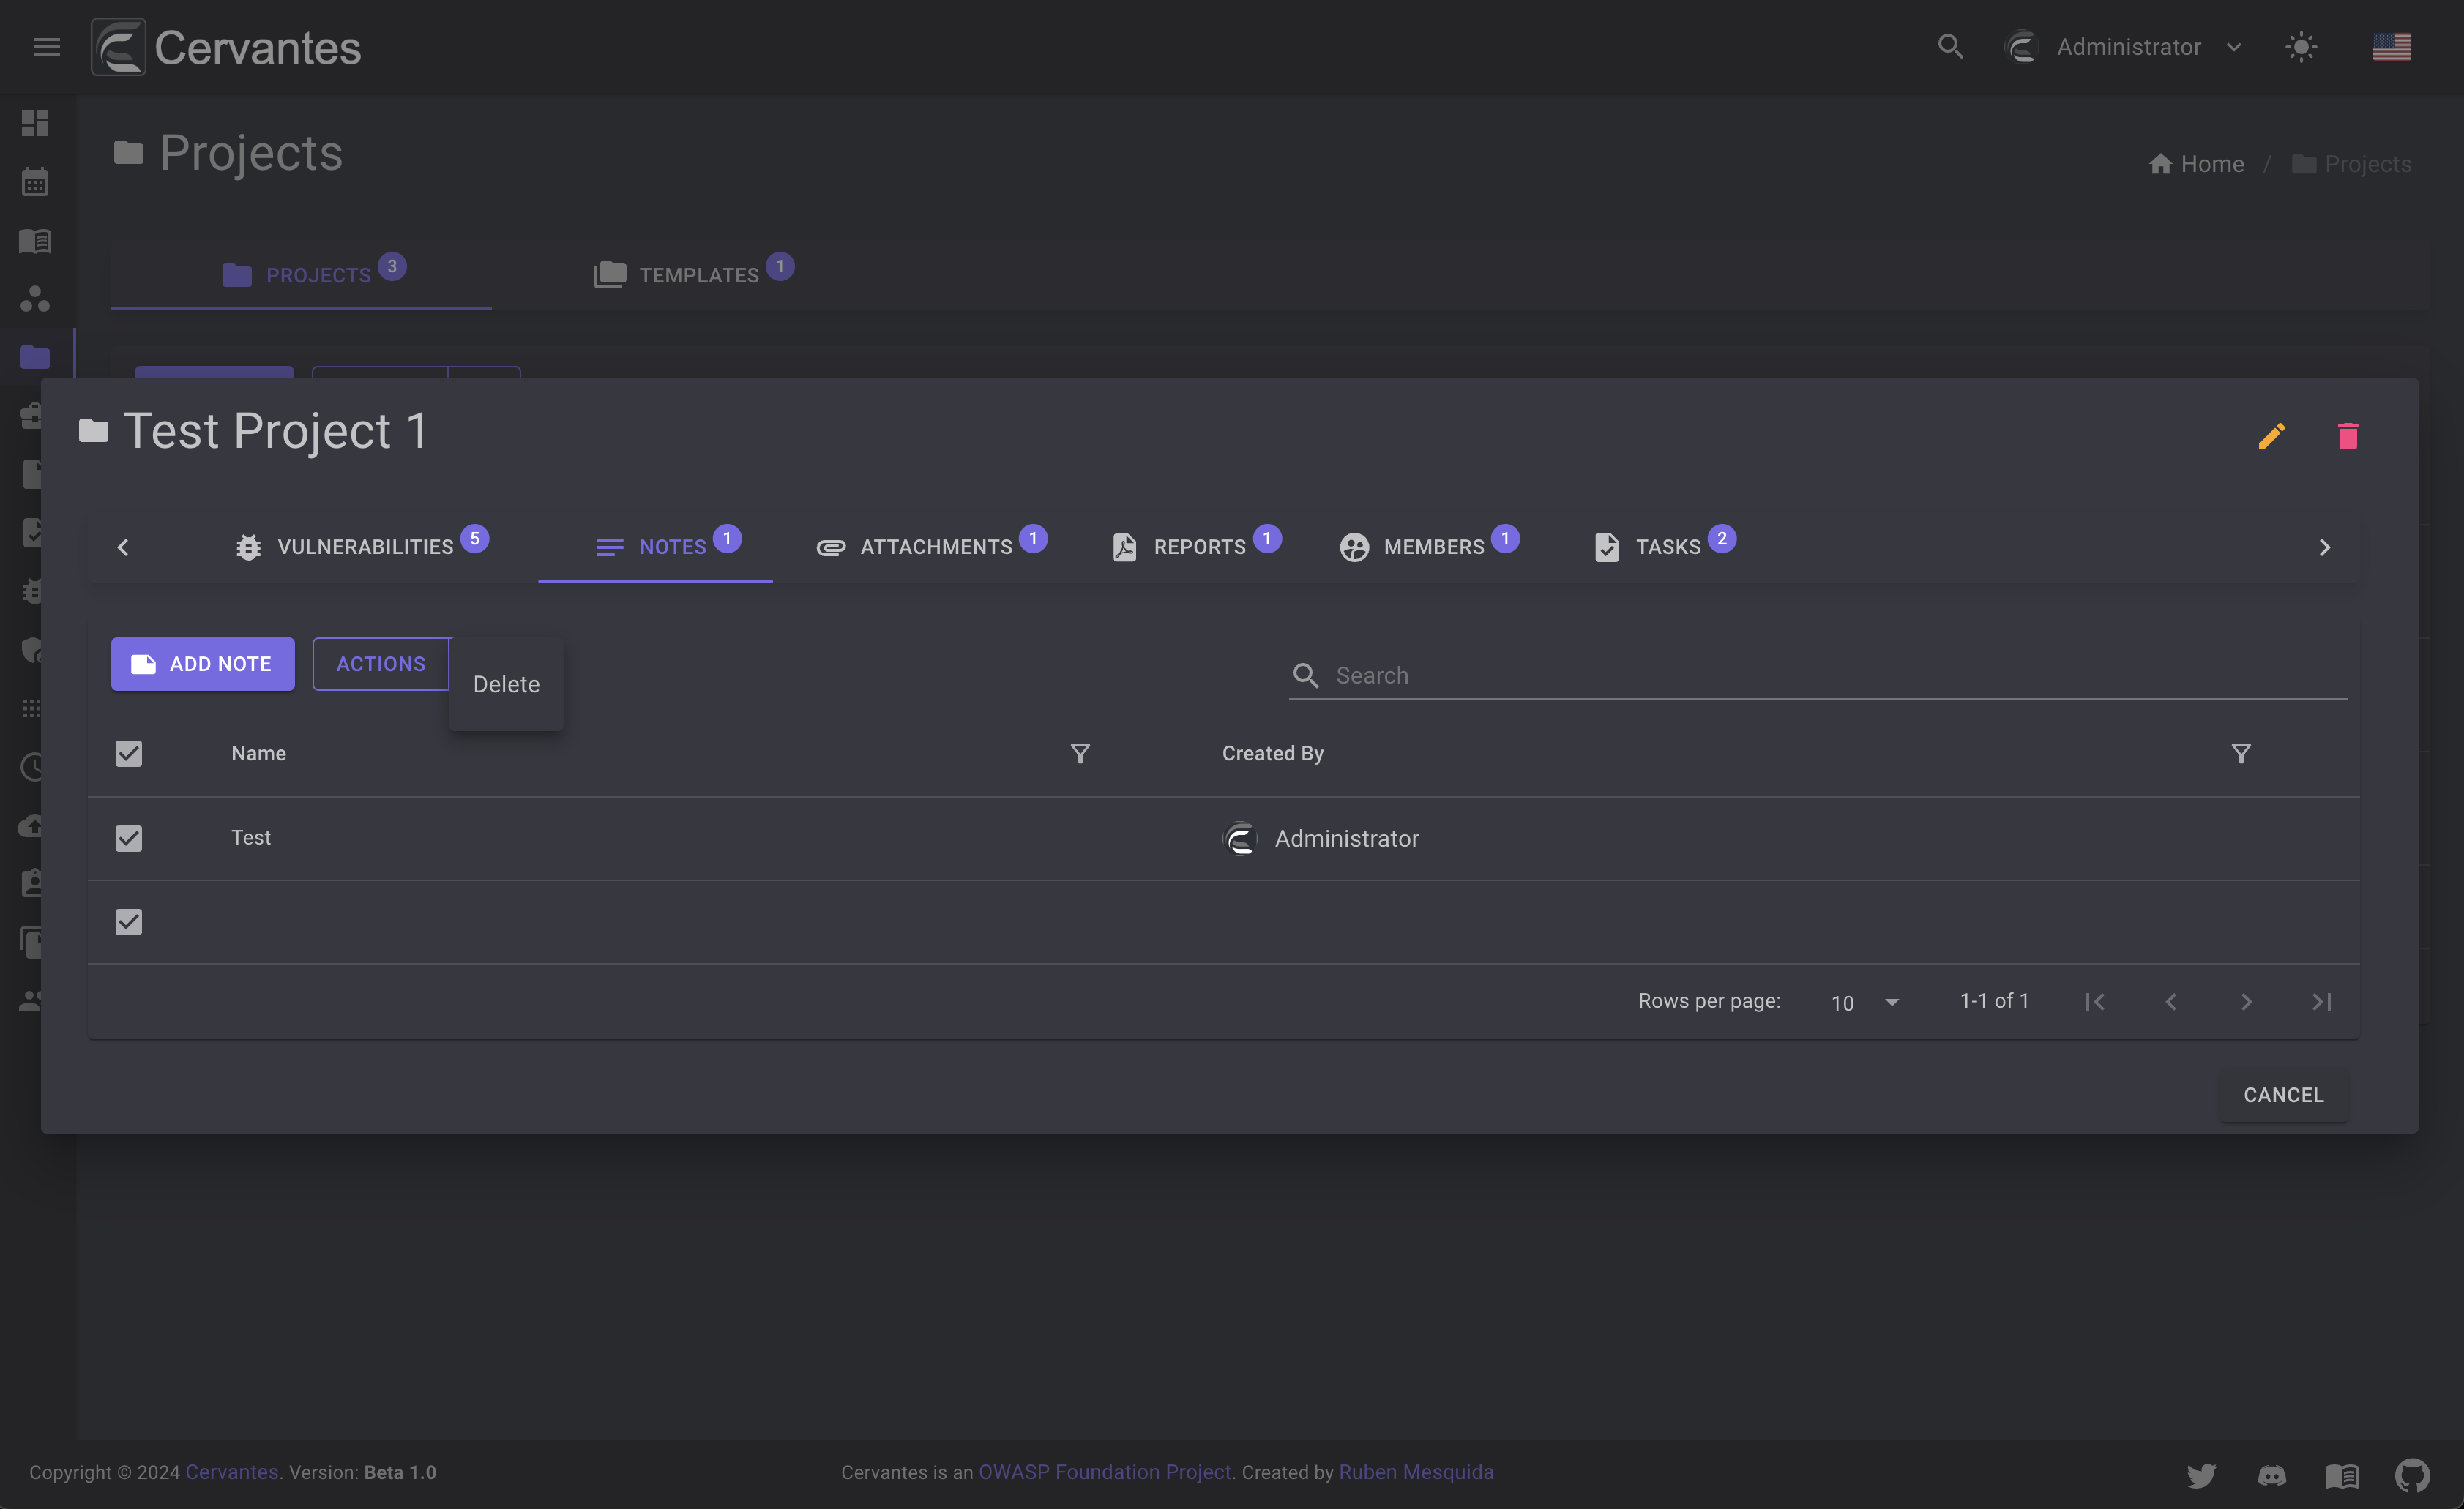 Cervantes
Administrator
Projects
Home / Projects
PROJECTS 3
TEMPLATES 1
Test Project 1
VULNERABILITIES 5
NOTES 1
ATTACHMENTS 1
REPORTS 1
MEMBERS 1
TASKS 2
ADD NOTE
ACTIONS
Delete
Search
Name
Created By
Test
Administrator
Rows per page: 10
1-1 of 1
CANCEL
Copyright © 2024 Cervantes. Version: Beta 1.0
Cervantes is an OWASP Foundation Project. Created by Ruben Mesquida